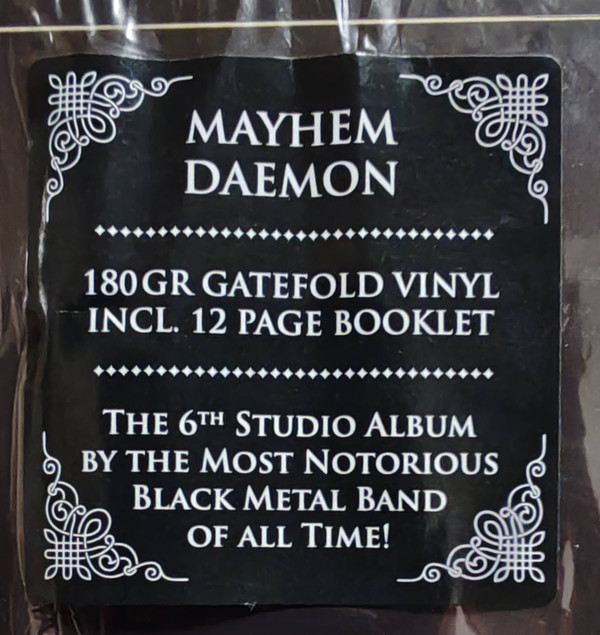 MAYHEM
DAEMON
180GR GATEFOLD VINYL
INCL. 12 PAGE BOOKLET
THE 6TH STUDIO ALBUM
BY THE MOST NOTORIOUS
BLACK METAL BAND
OF ALL TIME!